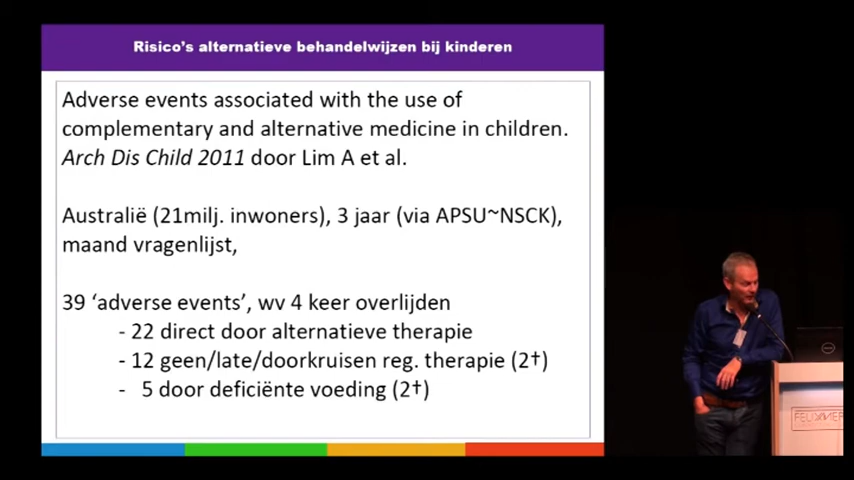 Risico's alternatieve behandelwijzen bij kinderen
Adverse events associated with the use of
complementary and alternative medicine in children.
Arch Dis Child 2011 door Lim A et al.
Australië (21milj. inwoners), 3 jaar (via APSU~NSCK),
maand vragenlijst,
39 ‘adverse events’, wv 4 keer overlijden
- 22 direct door alternatieve therapie
- 12 geen/late/doorkruisen reg. therapie (2†)
- 5 door deficiënte voeding (2†)